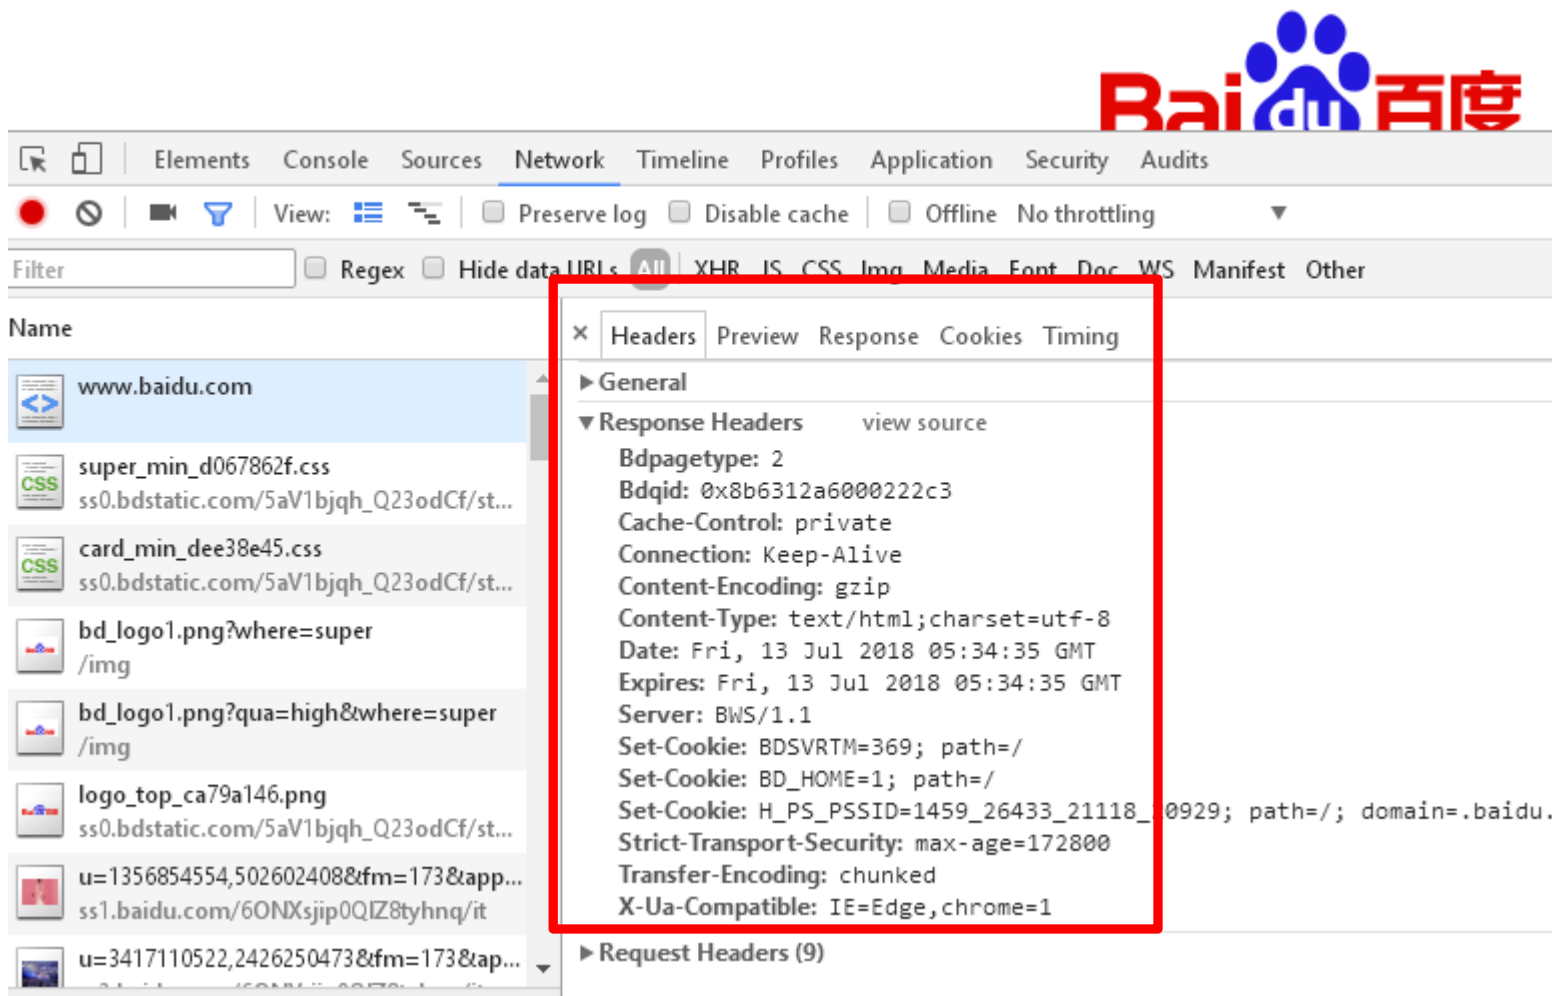 Bai du 百度
Elements Console Sources Network Timeline Profiles Application Security Audits
View: Preserve log Disable cache Offline No throttling
Filter Regex Hide data URLs All XHR JS CSS Img Media Font Doc WS Manifest Other
Name
× Headers Preview Response Cookies Timing
www.baidu.com
super_min_d067862f.css
ss0.bdstatic.com/5aV1bjqh_Q23odCf/st...
card_min_dee38e45.css
ss0.bdstatic.com/5aV1bjqh_Q23odCf/st...
bd_logo1.png?where=super
/img
bd_logo1.png?qua=high&where=super
/img
logo_top_ca79a146.png
ss0.bdstatic.com/5aV1bjqh_Q23odCf/st...
u=1356854554,502602408&fm=173&app...
ss1.baidu.com/6ONXsjip0QIZ8tyhnq/it
u=3417110522,2426250473&fm=173&ap...
General
Response Headers view source
Bdpagetype: 2
Bdqid: 0x8b6312a6000222c3
Cache-Control: private
Connection: Keep-Alive
Content-Encoding: gzip
Content-Type: text/html;charset=utf-8
Date: Fri, 13 Jul 2018 05:34:35 GMT
Expires: Fri, 13 Jul 2018 05:34:35 GMT
Server: BWS/1.1
Set-Cookie: BDSVRTM=369; path=/
Set-Cookie: BD_HOME=1; path=/
Set-Cookie: H_PS_PSSID=1459_26433_21118_20929; path=/; domain=.baidu.
Strict-Transport-Security: max-age=172800
Transfer-Encoding: chunked
X-Ua-Compatible: IE=Edge,chrome=1
Request Headers (9)